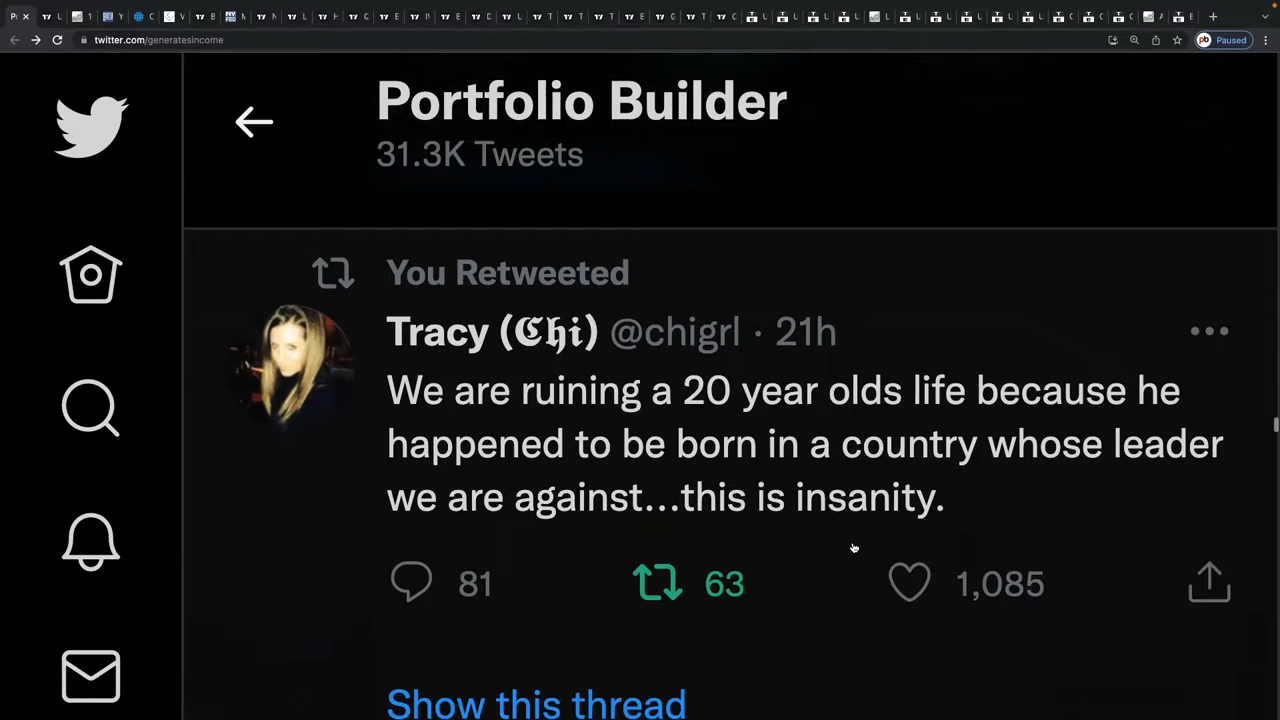 twitter.com/generatesincome
pb Paused
Portfolio Builder
31.3K Tweets
You Retweeted
Tracy (ℭ𝔥𝔦) @chigrl · 21h
We are ruining a 20 year olds life because he
happened to be born in a country whose leader
we are against...this is insanity.
81 63 1,085
Show this thread